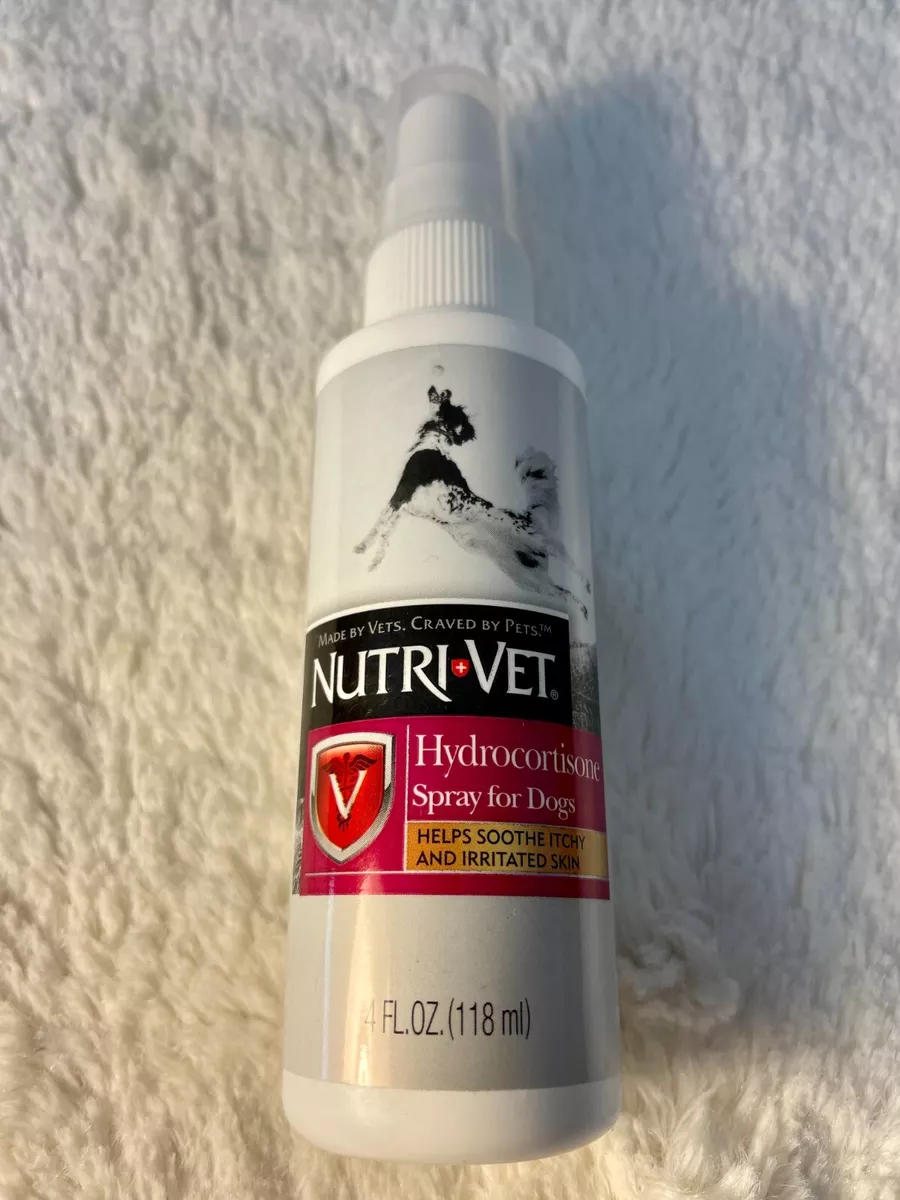 MADE BY VETS. CRAVED BY PETS.™
NUTRI+VET®
V
Hydrocortisone
Spray for Dogs
HELPS SOOTHE ITCHY
AND IRRITATED SKIN
4 FL.OZ.(118 ml)